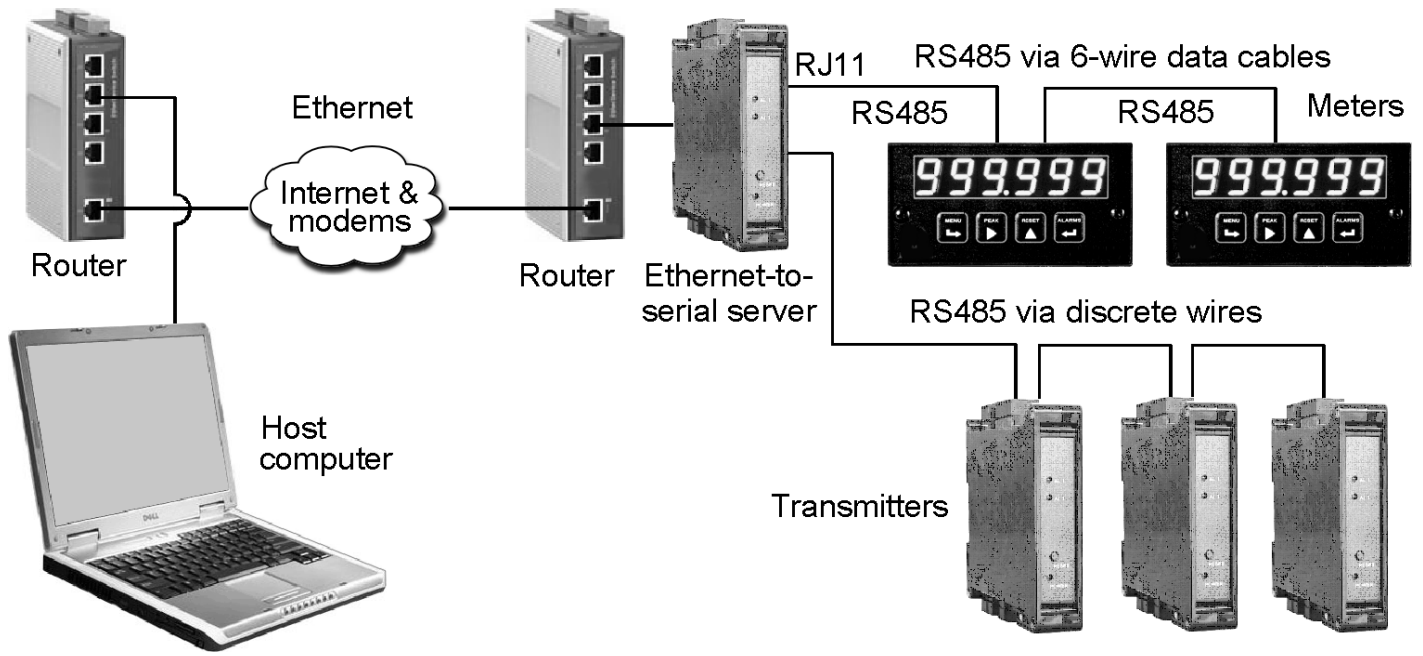 RJ11
RS485 via 6-wire data cables
Ethernet
RS485
RS485
Meters
Internet &
modems
999.999
999.999
MENU
PEAK
RESET
ALARMS
MENU
PEAK
RESET
ALARMS
Router
Router
Ethernet-to-
serial server
RS485 via discrete wires
Host
computer
Transmitters
DELL